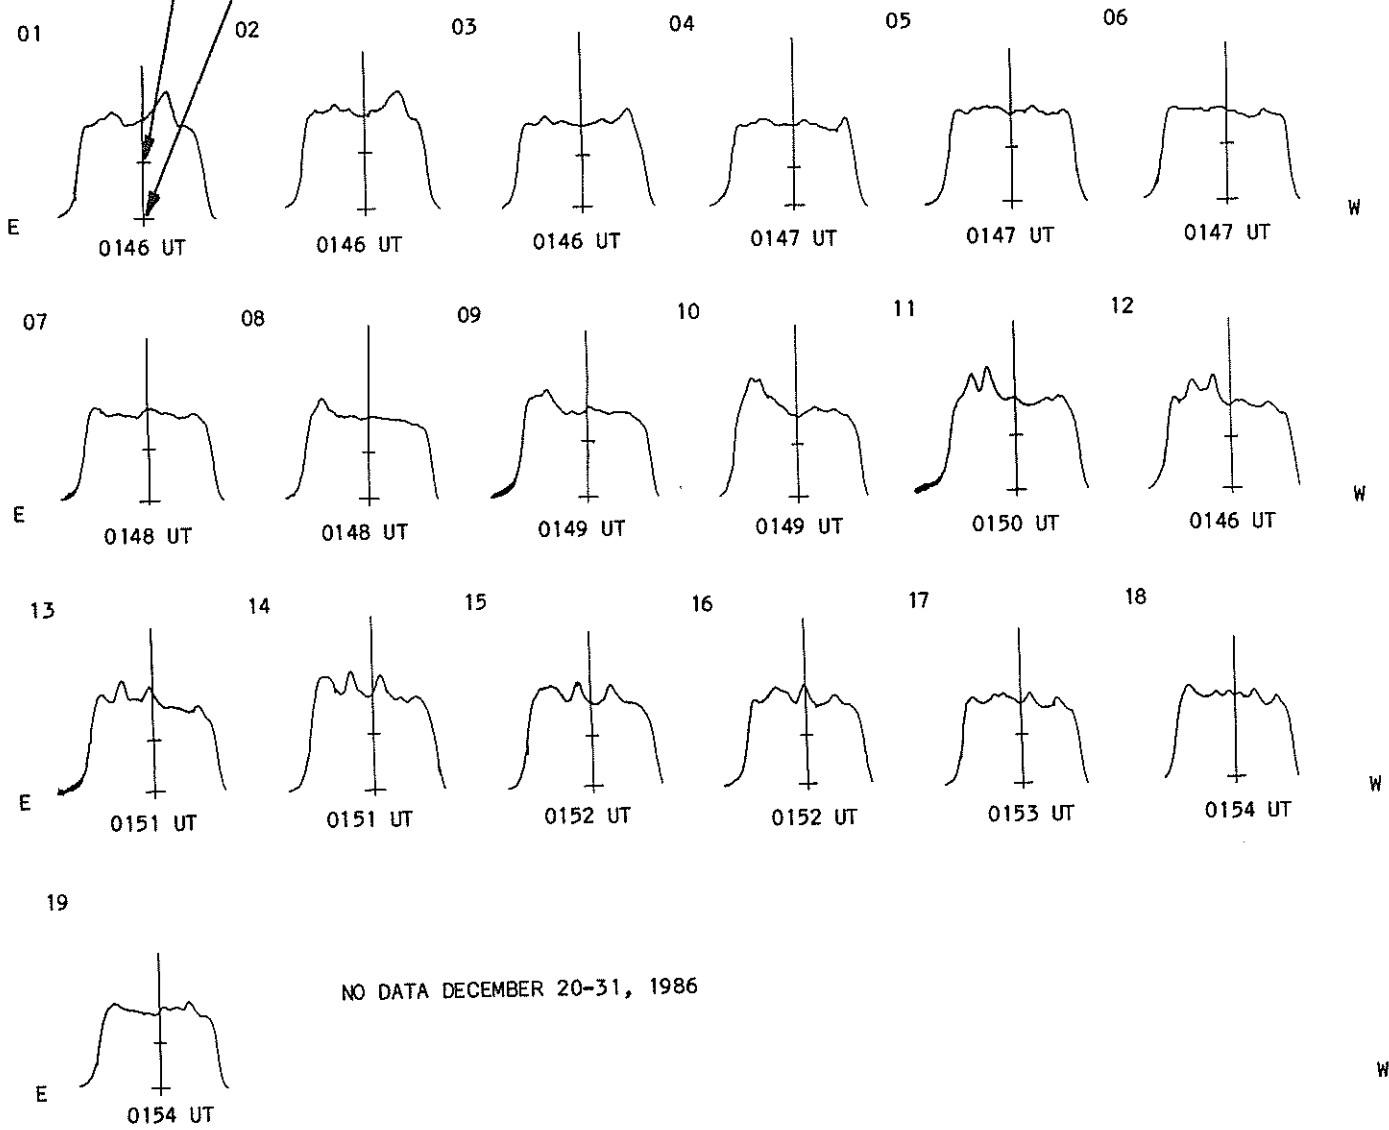 01 02 03 04 05 06
E W
0146 UT 0146 UT 0146 UT 0147 UT 0147 UT 0147 UT
07 08 09 10 11 12
E W
0148 UT 0148 UT 0149 UT 0149 UT 0150 UT 0146 UT
13 14 15 16 17 18
E W
0151 UT 0151 UT 0152 UT 0152 UT 0153 UT 0154 UT
19
NO DATA DECEMBER 20-31, 1986
E W
0154 UT